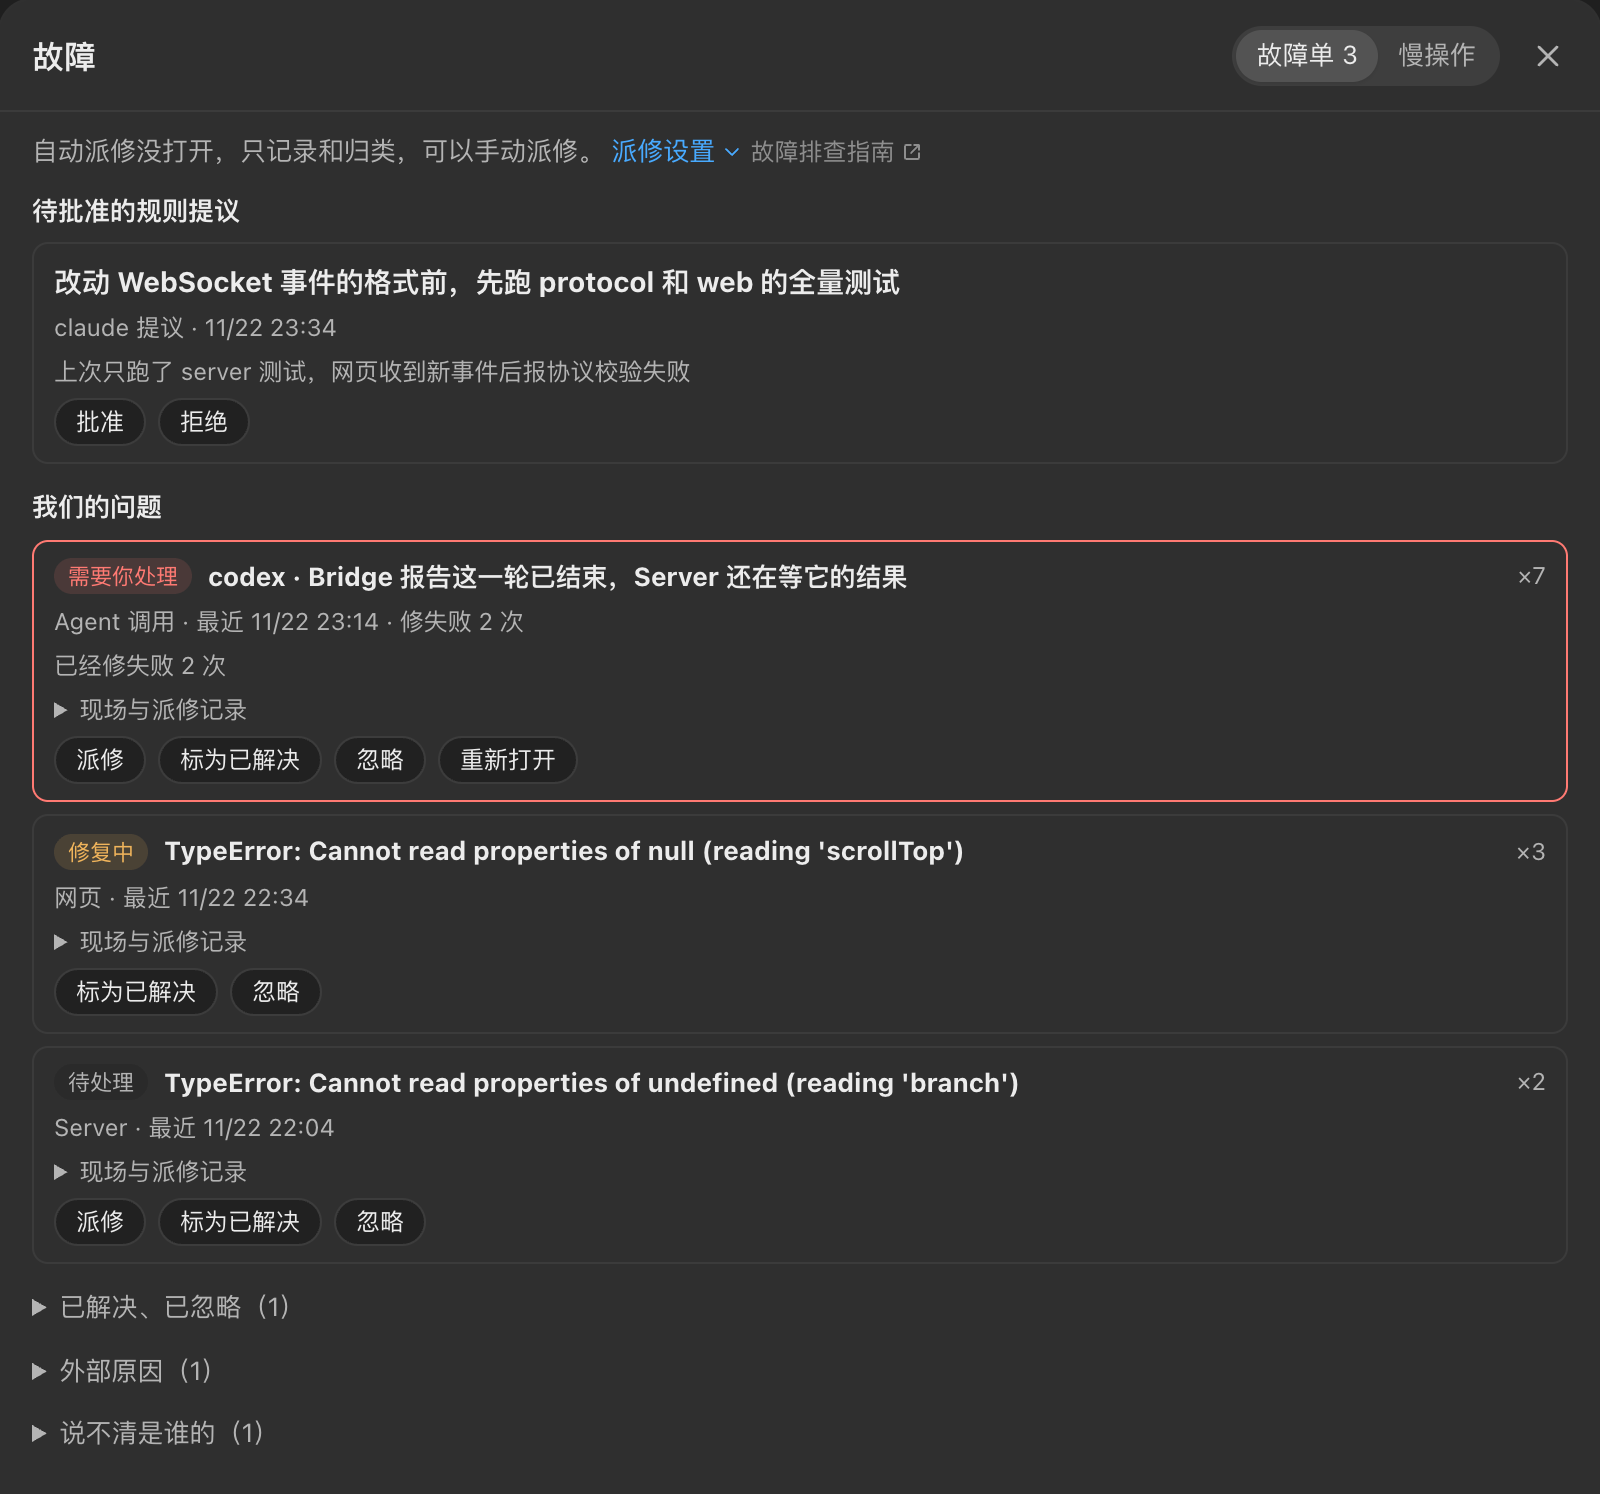 故障
故障单 3
慢操作
自动派修没打开，只记录和归类，可以手动派修。 派修设置 故障排查指南
待批准的规则提议
改动 WebSocket 事件的格式前，先跑 protocol 和 web 的全量测试
claude 提议 · 11/22 23:34
上次只跑了 server 测试，网页收到新事件后报协议校验失败
批准 拒绝
我们的问题
需要你处理 codex · Bridge 报告这一轮已结束，Server 还在等它的结果 ×7
Agent 调用 · 最近 11/22 23:14 · 修失败 2 次
已经修失败 2 次
现场与派修记录
派修 标为已解决 忽略 重新打开
修复中 TypeError: Cannot read properties of null (reading 'scrollTop') ×3
网页 · 最近 11/22 22:34
现场与派修记录
标为已解决 忽略
待处理 TypeError: Cannot read properties of undefined (reading 'branch') ×2
Server · 最近 11/22 22:04
现场与派修记录
派修 标为已解决 忽略
已解决、已忽略（1）
外部原因（1）
说不清是谁的（1）